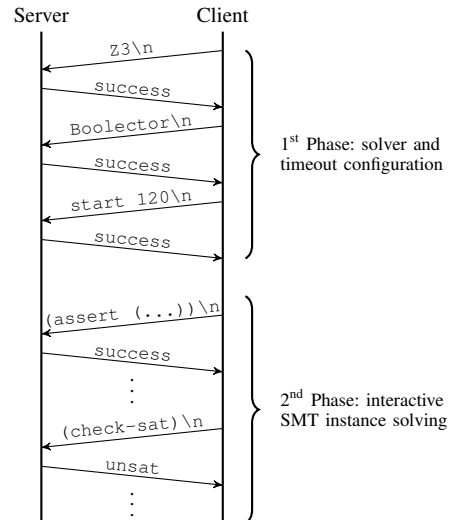 Server Client
Z3\n
success
Boolector\n
success
1st Phase: solver and
timeout configuration
start 120\n
success
(assert (...))\n
success
⋮
2nd Phase: interactive
SMT instance solving
(check-sat)\n
unsat
⋮